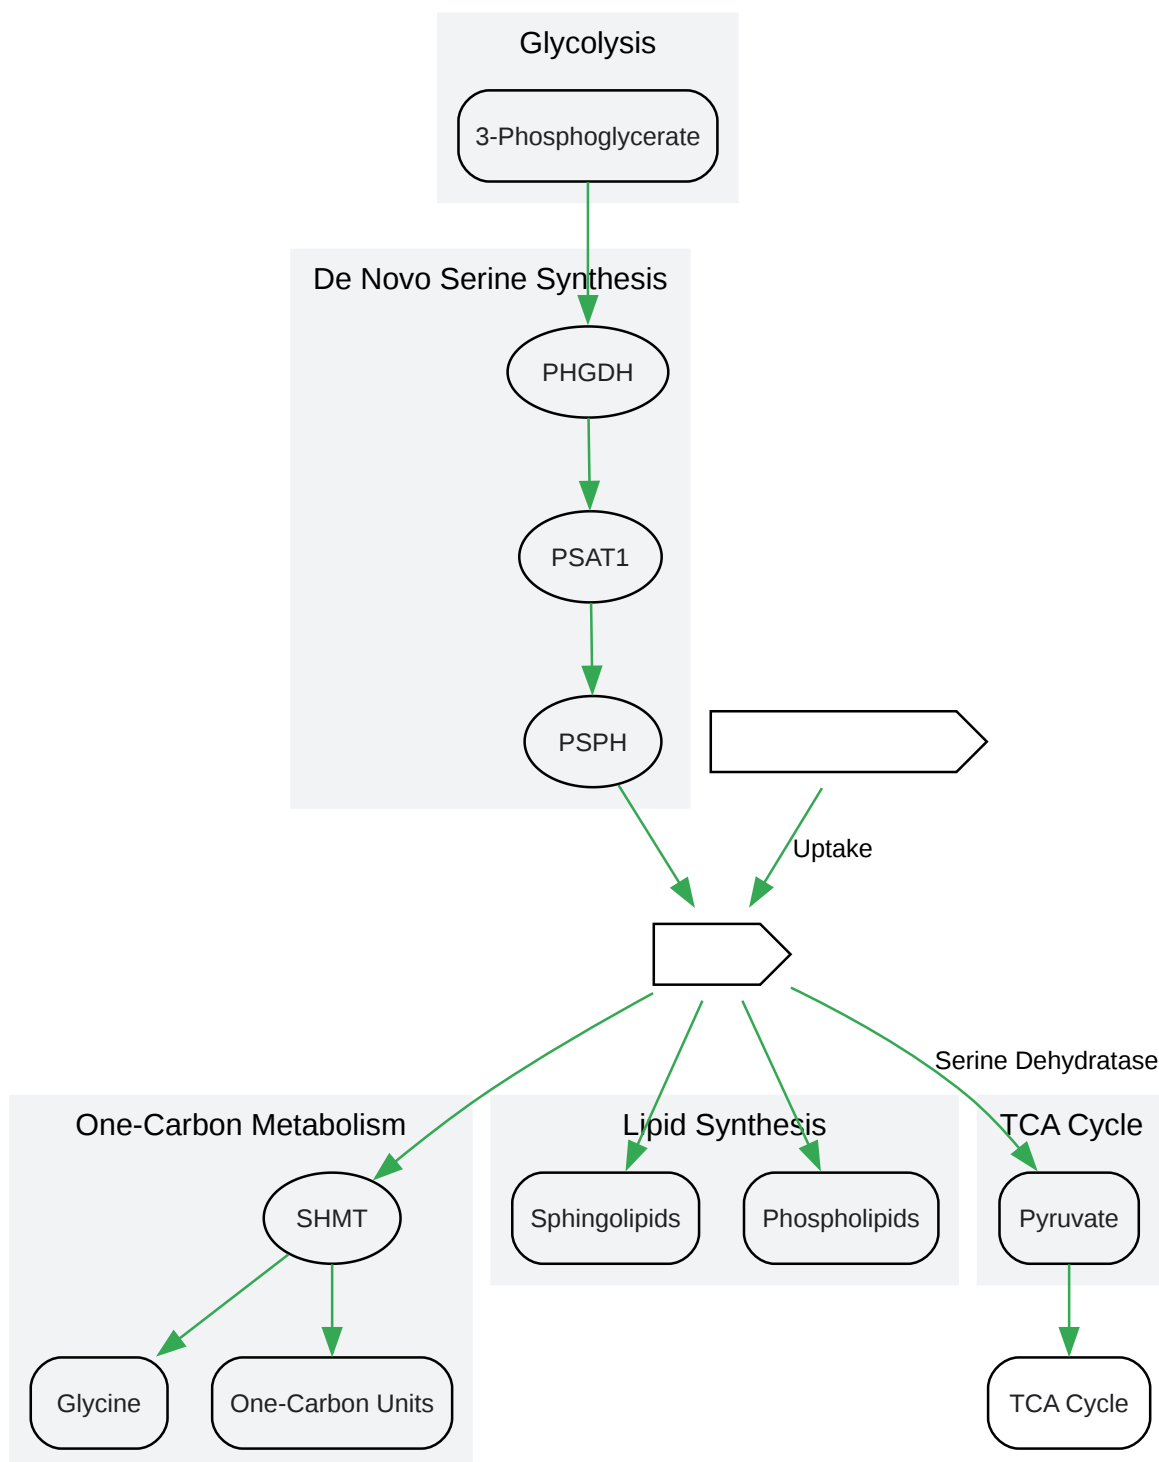 Glycolysis
3-Phosphoglycerate
De Novo Serine Synthesis
PHGDH
PSAT1
PSPH
Uptake
Serine Dehydratase
One-Carbon Metabolism
Lipid Synthesis
TCA Cycle
SHMT
Sphingolipids
Phospholipids
Pyruvate
Glycine
One-Carbon Units
TCA Cycle